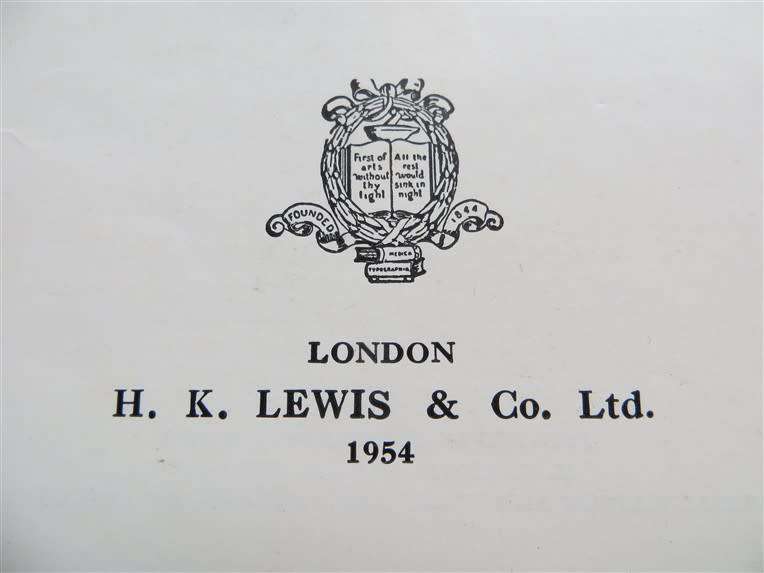 First of
arts
without
thy
light
All the
rest
would
sink in
night
FOUNDED
1844
MEDICA
TYPOGRAPHIA
LONDON
H. K. LEWIS & Co. Ltd.
1954